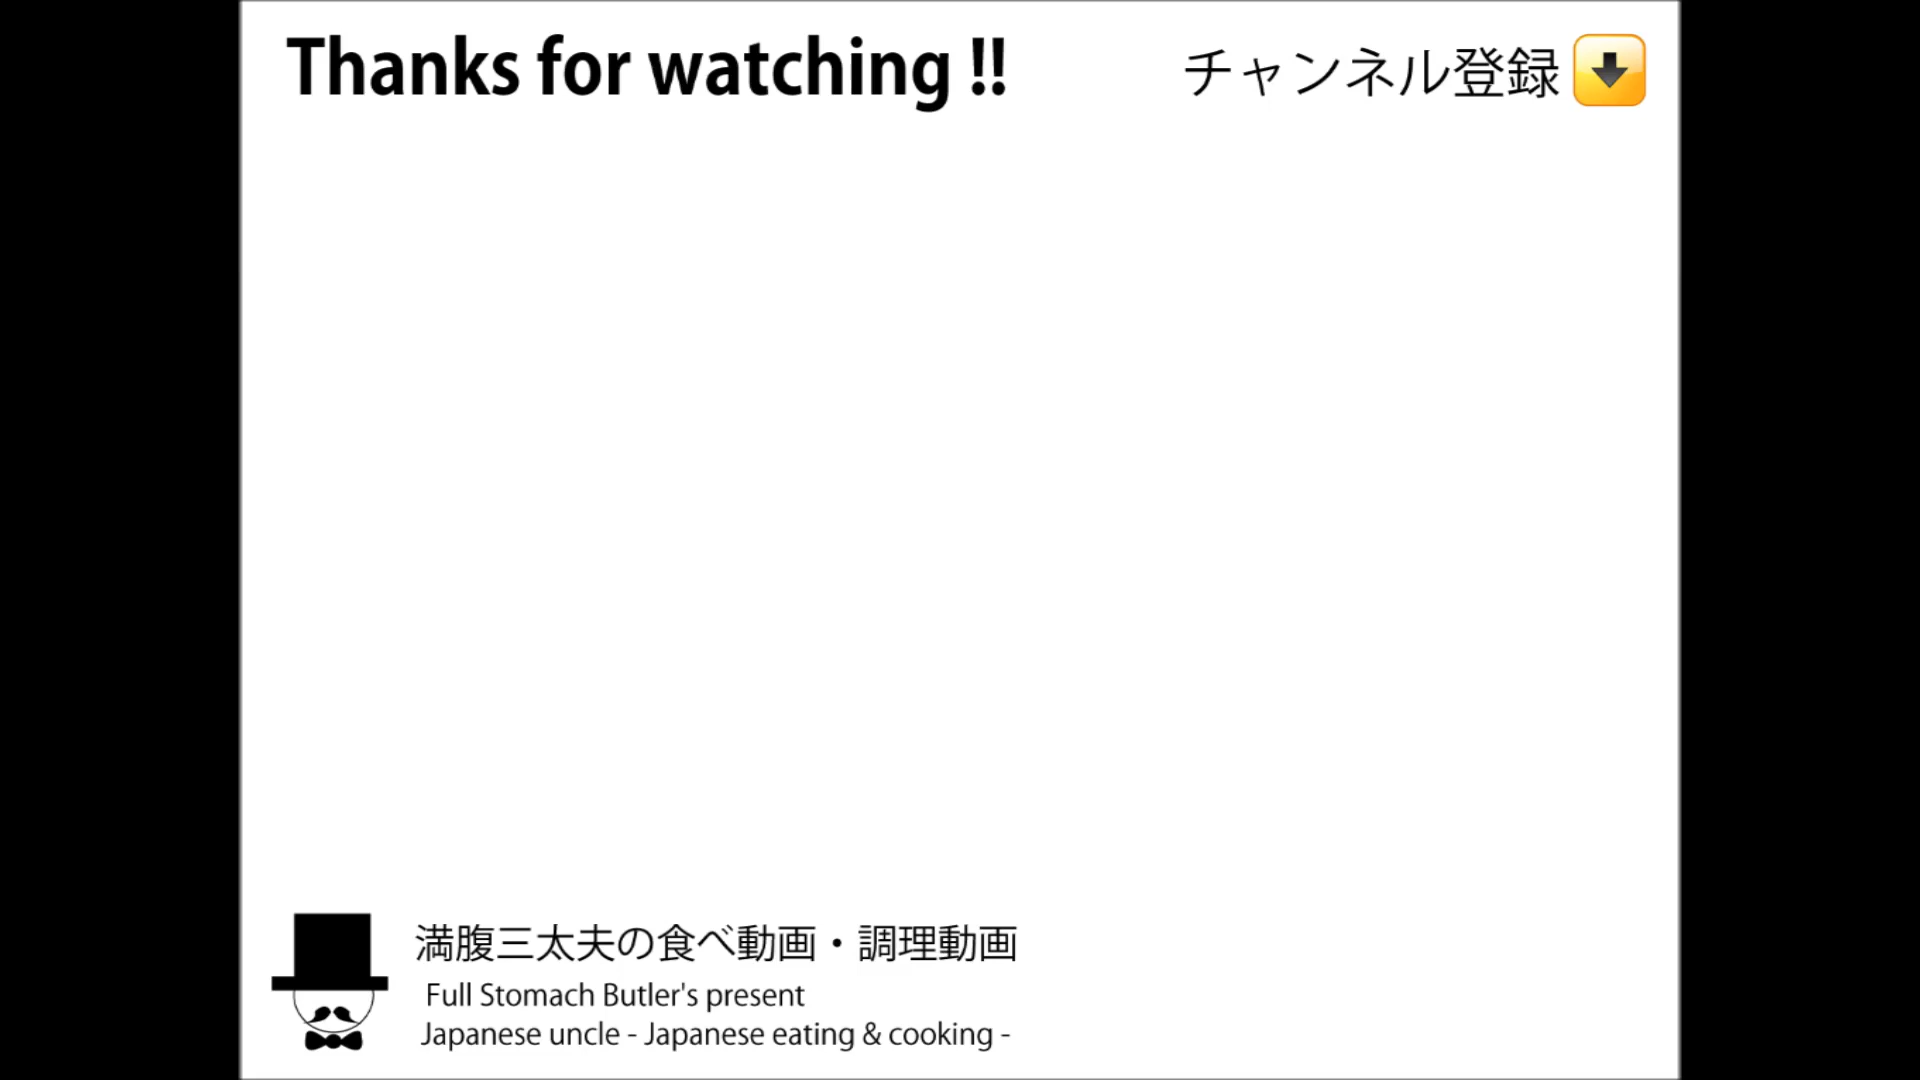 Thanks for watching !!
チャンネル登録
満腹三太夫の食べ動画・調理動画
Full Stomach Butler's present
Japanese uncle - Japanese eating & cooking -